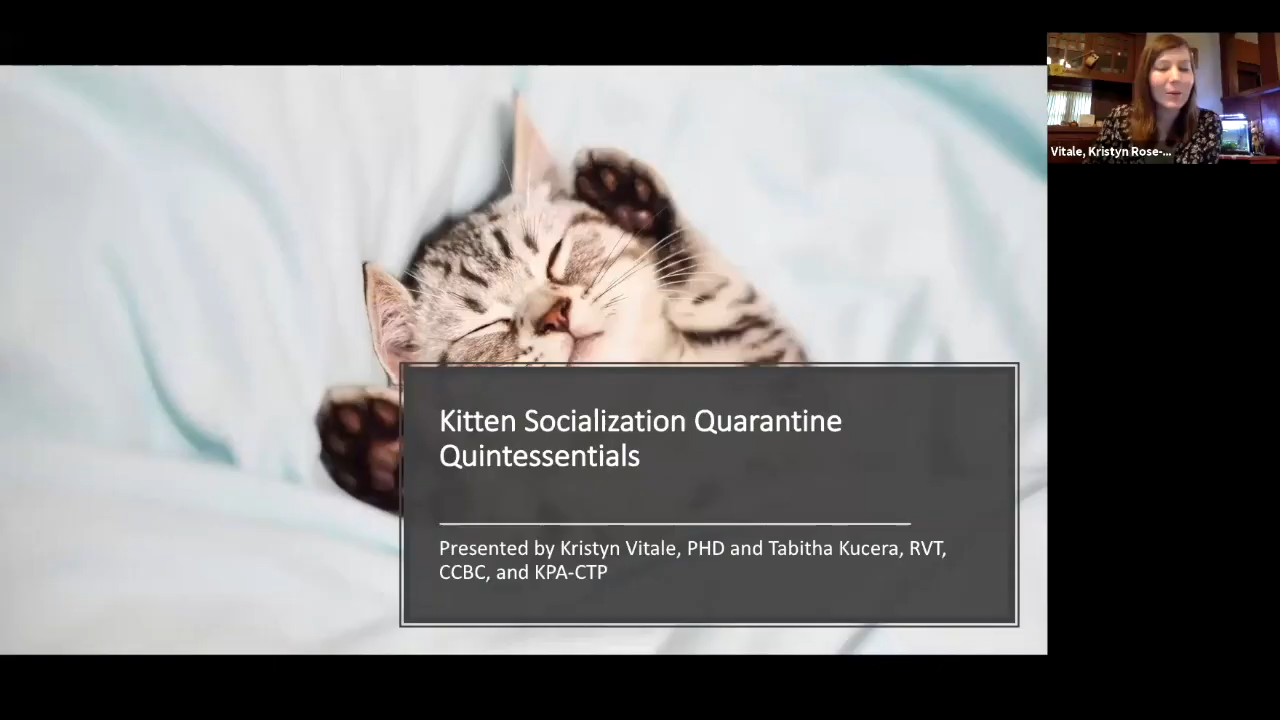 Kitten Socialization Quarantine
Quintessentials
Presented by Kristyn Vitale, PHD and Tabitha Kucera, RVT,
CCBC, and KPA-CTP
Vitale, Kristyn Rose-...